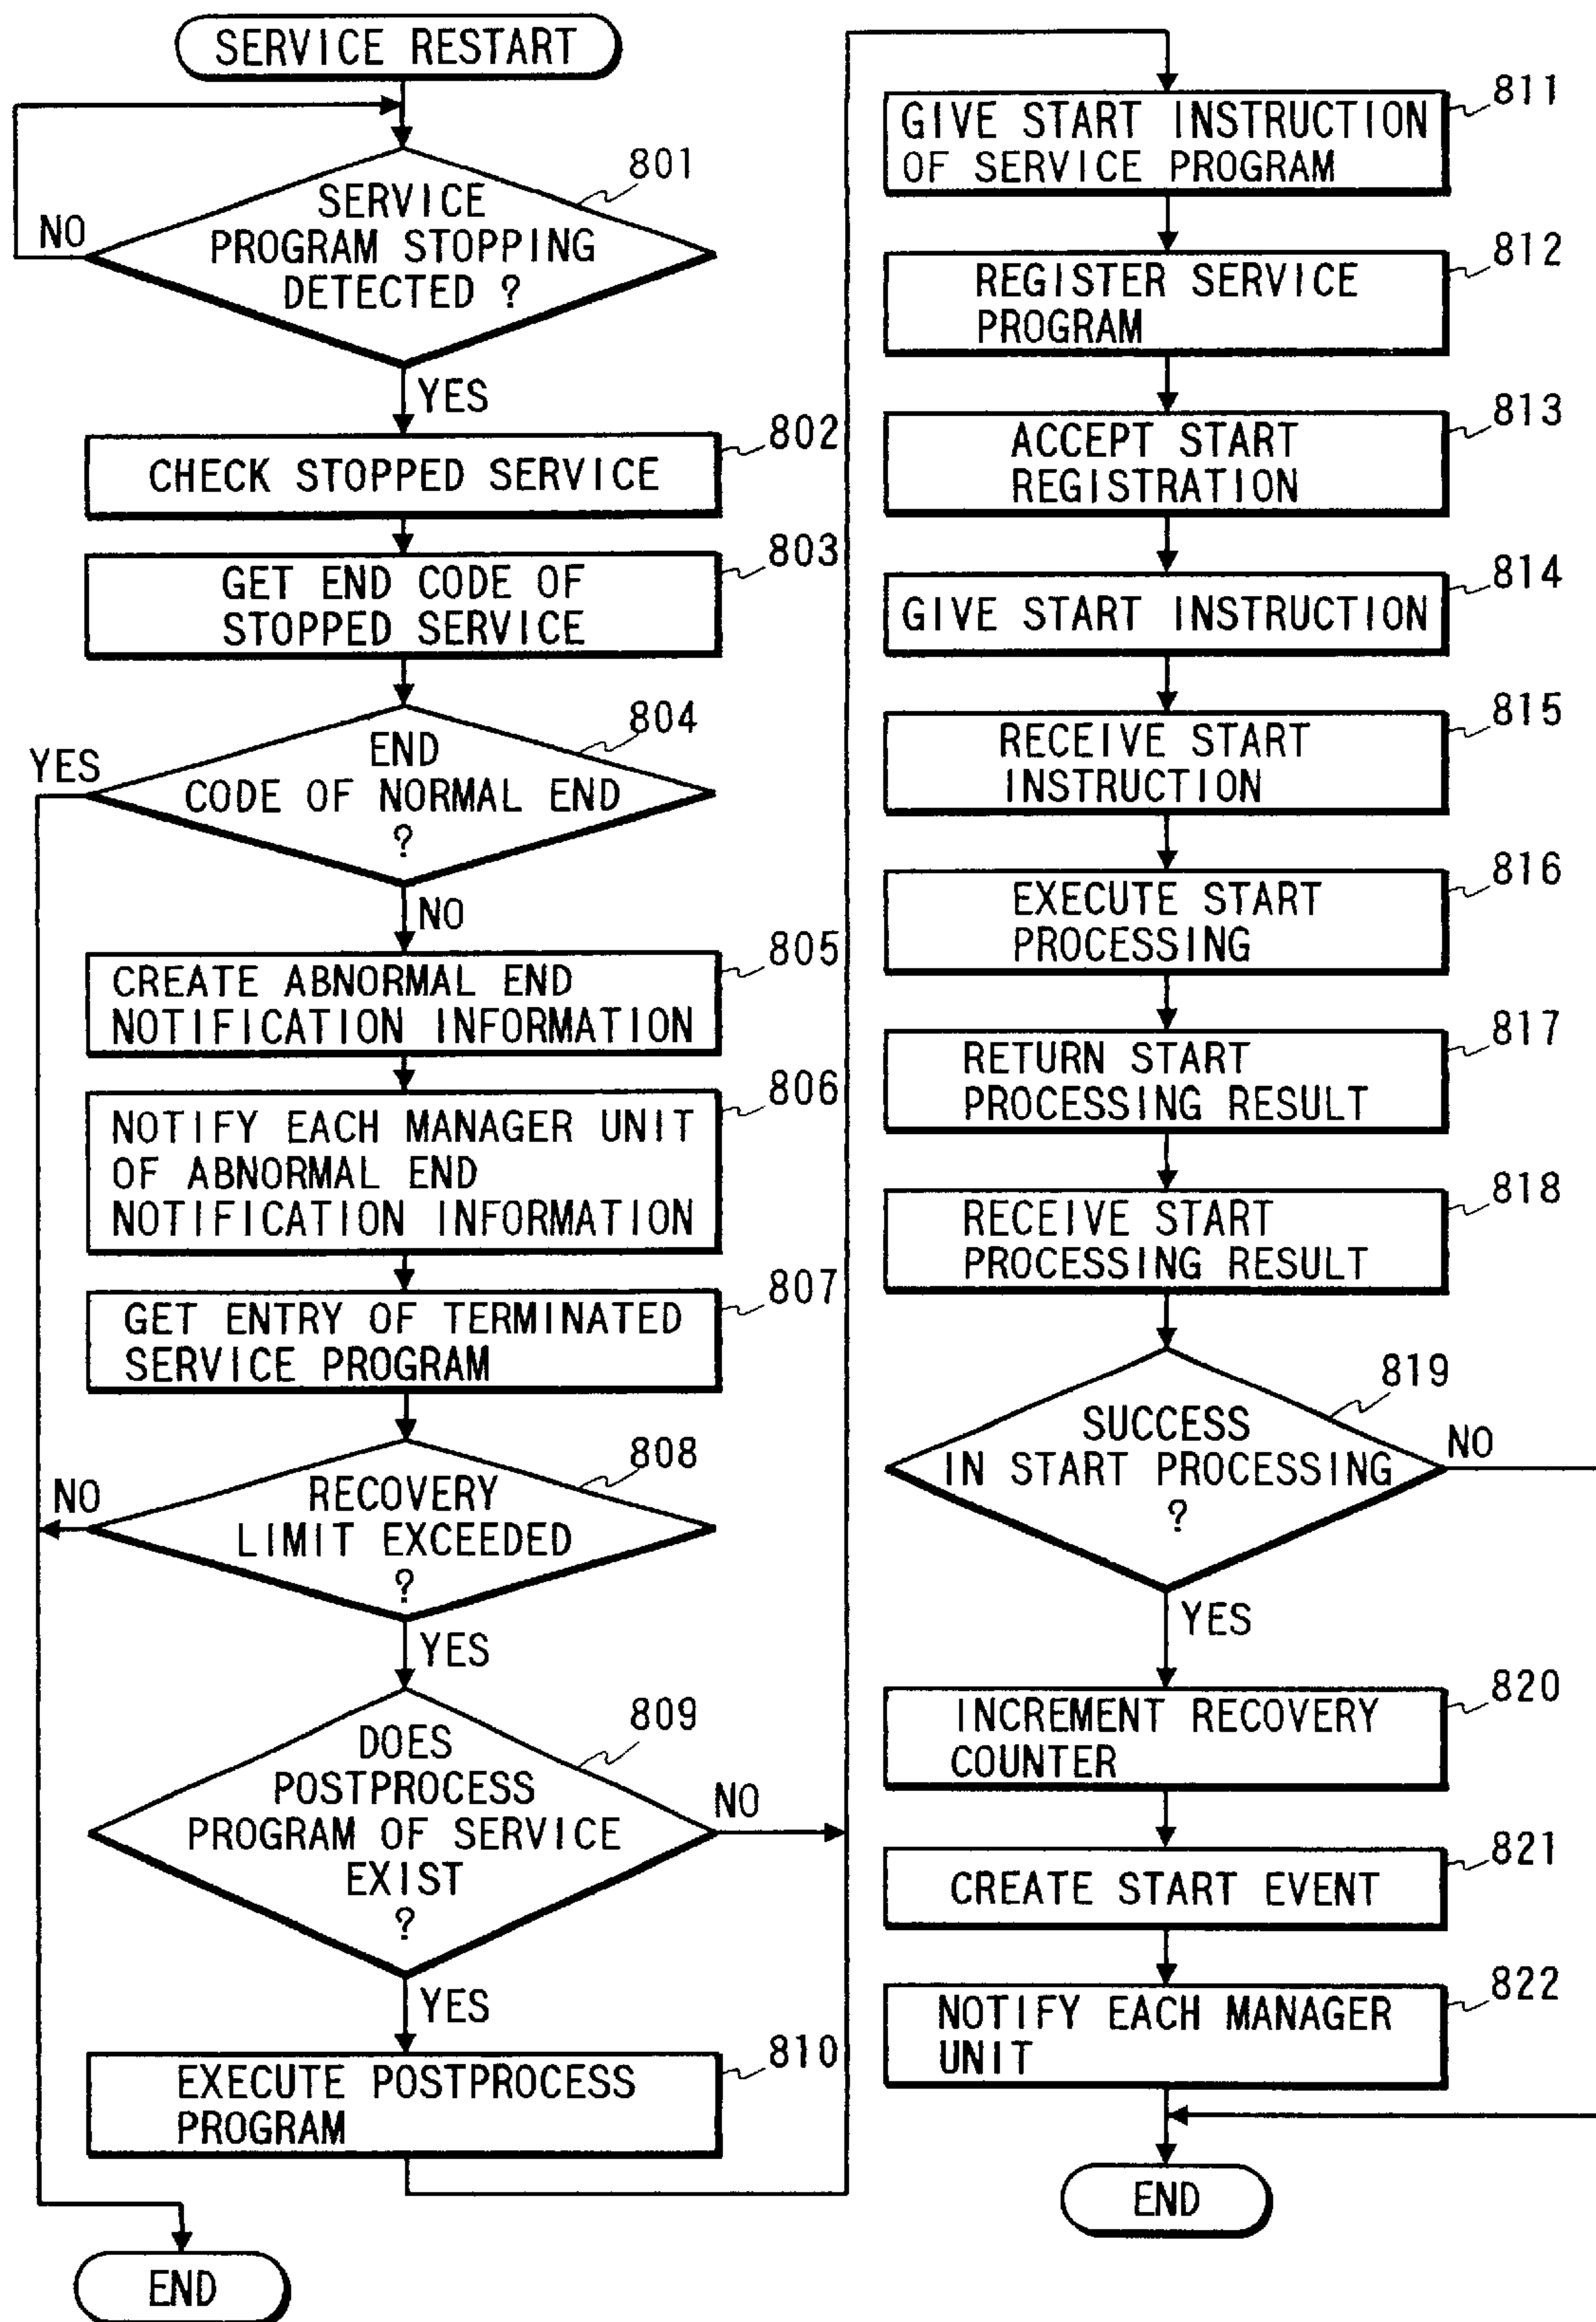 SERVICE RESTART
801
SERVICE
PROGRAM STOPPING
DETECTED ?
NO
YES
802
CHECK STOPPED SERVICE
803
GET END CODE OF
STOPPED SERVICE
804
END
CODE OF NORMAL END
?
YES
NO
805
CREATE ABNORMAL END
NOTIFICATION INFORMATION
806
NOTIFY EACH MANAGER UNIT
OF ABNORMAL END
NOTIFICATION INFORMATION
807
GET ENTRY OF TERMINATED
SERVICE PROGRAM
808
RECOVERY
LIMIT EXCEEDED
?
NO
YES
809
DOES
POSTPROCESS
PROGRAM OF SERVICE
EXIST
?
NO
YES
810
EXECUTE POSTPROCESS
PROGRAM
END
811
GIVE START INSTRUCTION
OF SERVICE PROGRAM
812
REGISTER SERVICE
PROGRAM
813
ACCEPT START
REGISTRATION
814
GIVE START INSTRUCTION
815
RECEIVE START
INSTRUCTION
816
EXECUTE START
PROCESSING
817
RETURN START
PROCESSING RESULT
818
RECEIVE START
PROCESSING RESULT
819
SUCCESS
IN START PROCESSING
?
NO
YES
820
INCREMENT RECOVERY
COUNTER
821
CREATE START EVENT
822
NOTIFY EACH MANAGER
UNIT
END